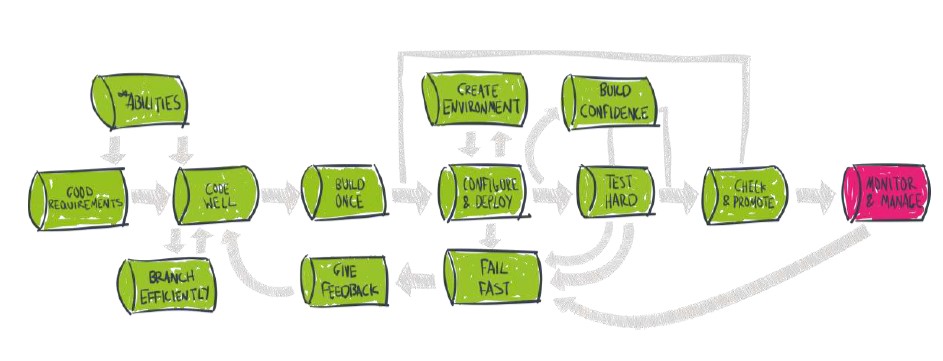 ABILITIES
CREATE
ENVIRONMENT
BUILD
CONFIDENCE
GOOD
REQUIREMENTS
CODE
WELL
BUILD
ONCE
CONFIGURE
& DEPLOY
TEST
HARD
CHECK
& PROMOTE
MONITOR
& MANAGE
BRANCH
EFFICIENTLY
GIVE
FEEDBACK
FAIL
FAST